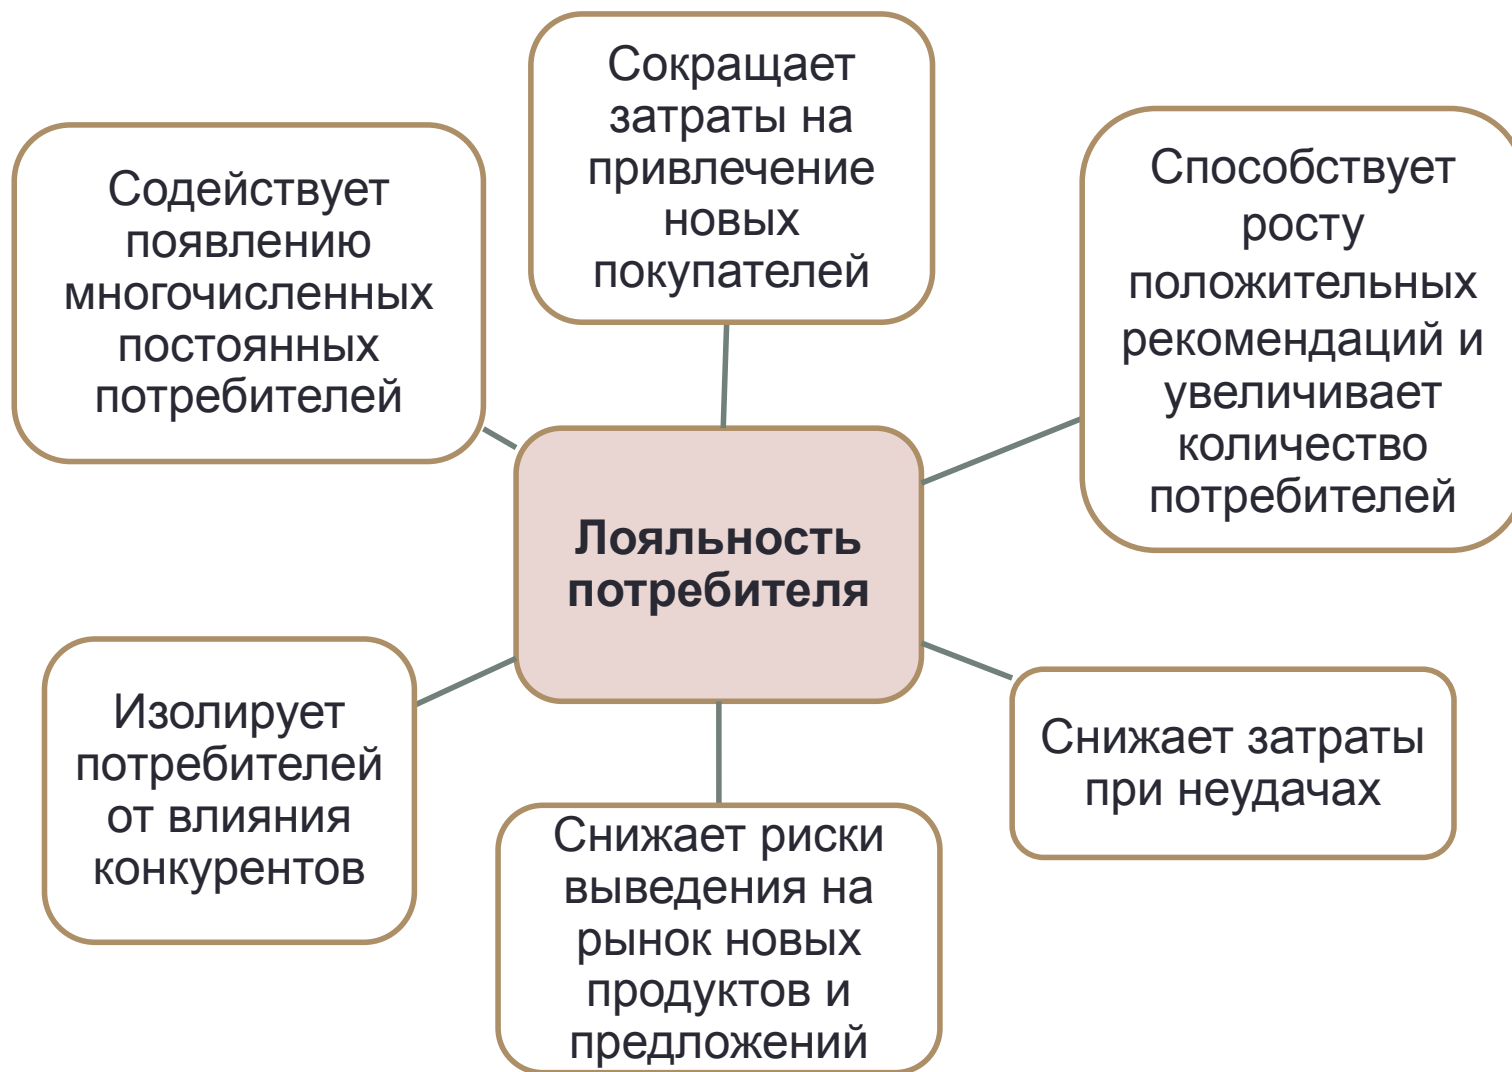 Сокращает
затраты на
привлечение
новых
покупателей
Содействует
появлению
многочисленных
постоянных
потребителей
Способствует
росту
положительных
рекомендаций и
увеличивает
количество
потребителей
Лояльность
потребителя
Изолирует
потребителей
от влияния
конкурентов
Снижает затраты
при неудачах
Снижает риски
выведения на
рынок новых
продуктов и
предложений